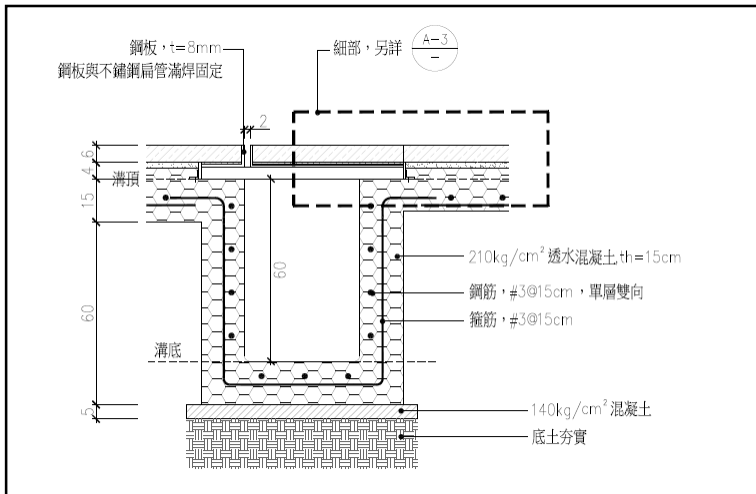 鋼板，t=8mm
鋼板與不鏽鋼扁管滿焊固定
細部，另詳
A-3
–
2
6
4
溝頂
15
60
60
溝底
5
210kg/cm² 透水混凝土,th=15cm
鋼筋，#3@15cm，單層雙向
箍筋，#3@15cm
140kg/cm² 混凝土
底土夯實